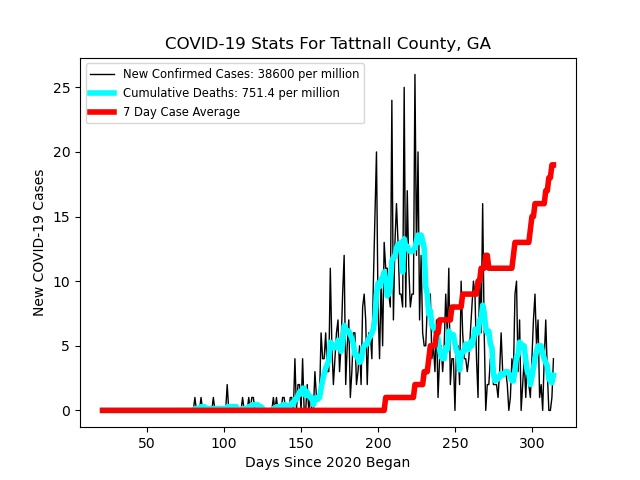 COVID-19 Stats For Tattnall County, GA
New Confirmed Cases: 38600 per million
Cumulative Deaths: 751.4 per million
7 Day Case Average
New COVID-19 Cases
25
20
15
10
5
0
50 100 150 200 250 300
Days Since 2020 Began